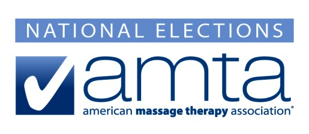 NATIONAL ELECTIONS
amta
american massage therapy association®